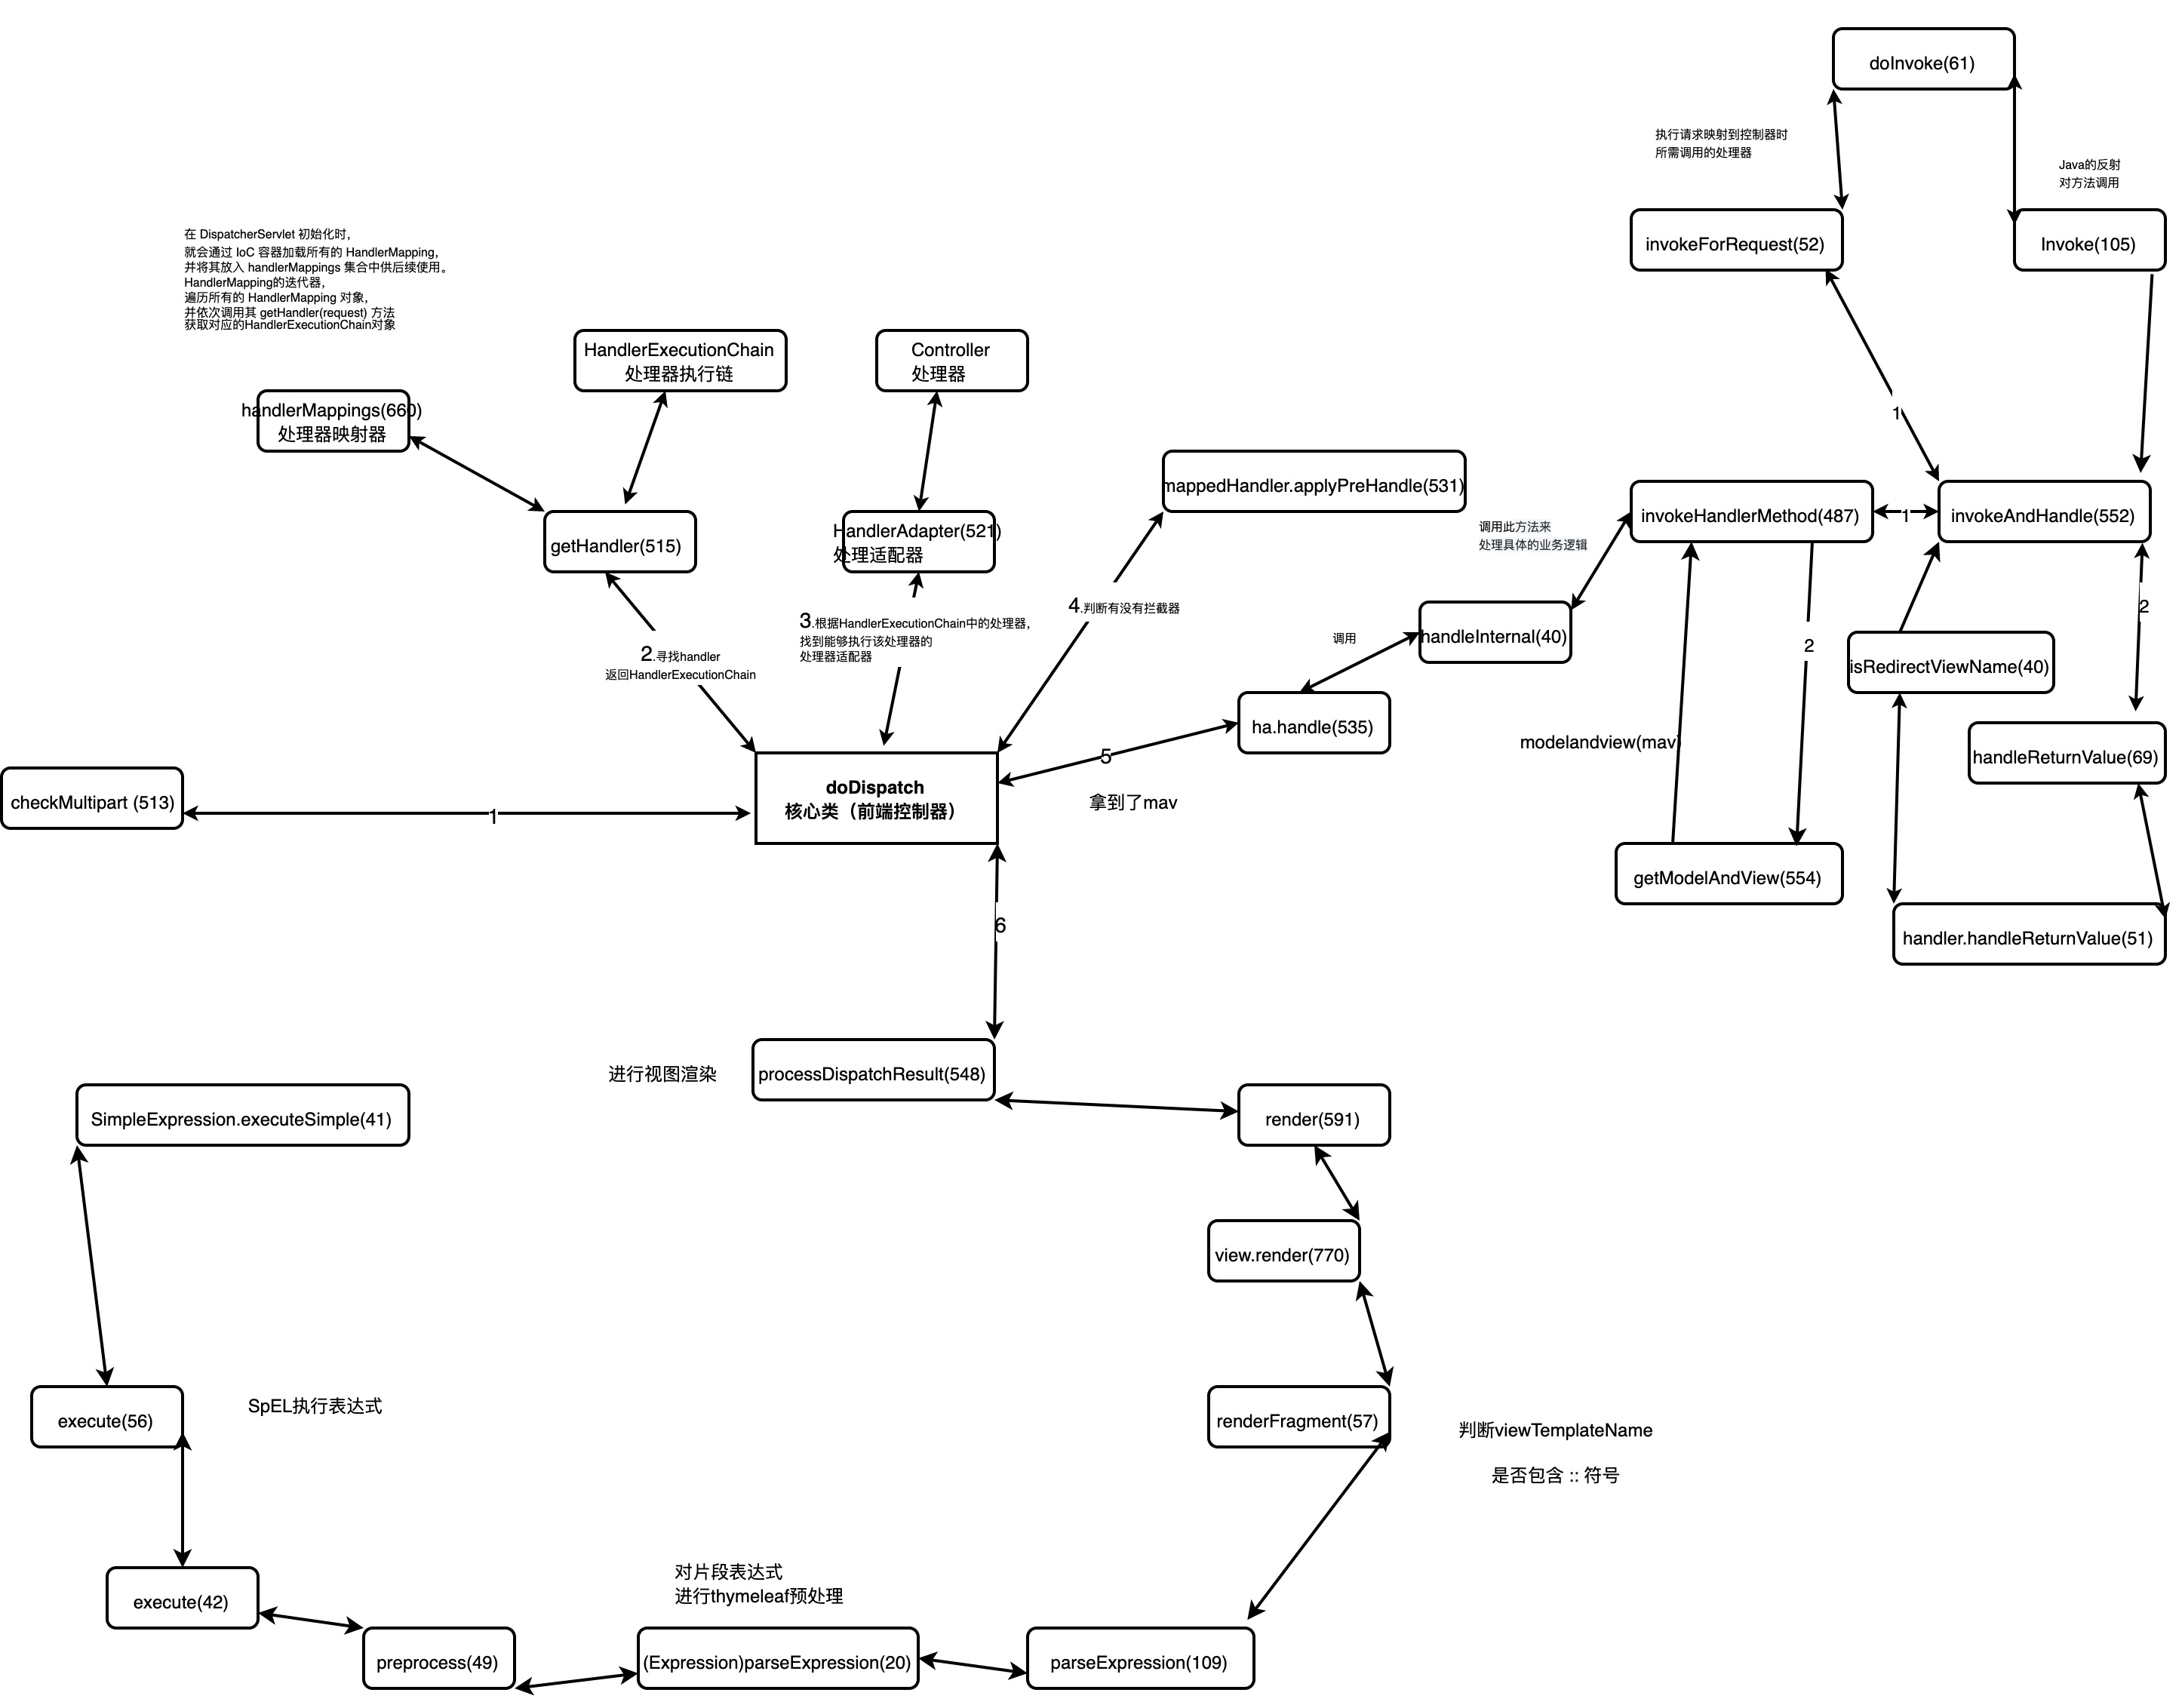 doInvoke(61)
执行请求映射到控制器时
所需调用的处理器
Java的反射
对方法调用
invokeForRequest(52)
Invoke(105)
在 DispatcherServlet 初始化时，
就会通过 IoC 容器加载所有的 HandlerMapping，
并将其放入 handlerMappings 集合中供后续使用。
HandlerMapping的迭代器，
遍历所有的 HandlerMapping 对象，
并依次调用其 getHandler(request) 方法
获取对应的HandlerExecutionChain对象
HandlerExecutionChain
处理器执行链
Controller
处理器
handlerMappings(660)
处理器映射器
1
mappedHandler.applyPreHandle(531)
getHandler(515)
HandlerAdapter(521)
处理适配器
调用此方法来
处理具体的业务逻辑
invokeHandlerMethod(487)
1
invokeAndHandle(552)
2.寻找handler
返回HandlerExecutionChain
3.根据HandlerExecutionChain中的处理器，
找到能够执行该处理器的
处理器适配器
4.判断有没有拦截器
调用
handleInternal(40)
2
2
isRedirectViewName(40)
ha.handle(535)
modelandview(mav)
handleReturnValue(69)
5
拿到了mav
checkMultipart (513)
1
doDispatch
核心类（前端控制器）
getModelAndView(554)
handler.handleReturnValue(51)
6
进行视图渲染
processDispatchResult(548)
SimpleExpression.executeSimple(41)
render(591)
view.render(770)
execute(56)
SpEL执行表达式
renderFragment(57)
判断viewTemplateName
是否包含 :: 符号
对片段表达式
进行thymeleaf预处理
execute(42)
preprocess(49)
(Expression)parseExpression(20)
parseExpression(109)